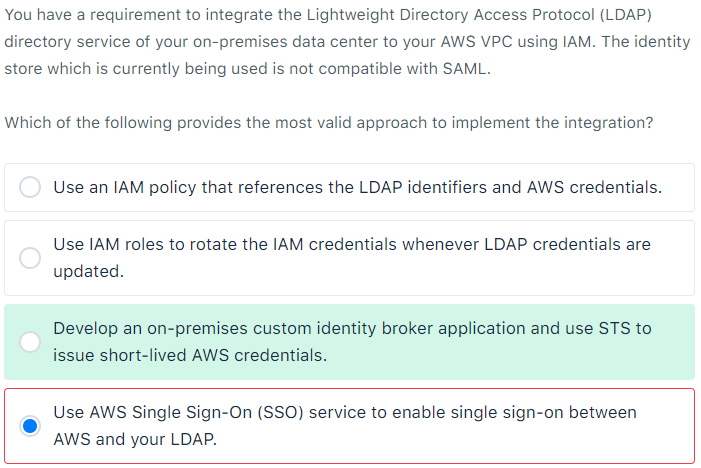 You have a requirement to integrate the Lightweight Directory Access Protocol (LDAP)
directory service of your on-premises data center to your AWS VPC using IAM. The identity
store which is currently being used is not compatible with SAML.
Which of the following provides the most valid approach to implement the integration?
Use an IAM policy that references the LDAP identifiers and AWS credentials.
Use IAM roles to rotate the IAM credentials whenever LDAP credentials are
updated.
Develop an on-premises custom identity broker application and use STS to
issue short-lived AWS credentials.
Use AWS Single Sign-On (SSO) service to enable single sign-on between
AWS and your LDAP.